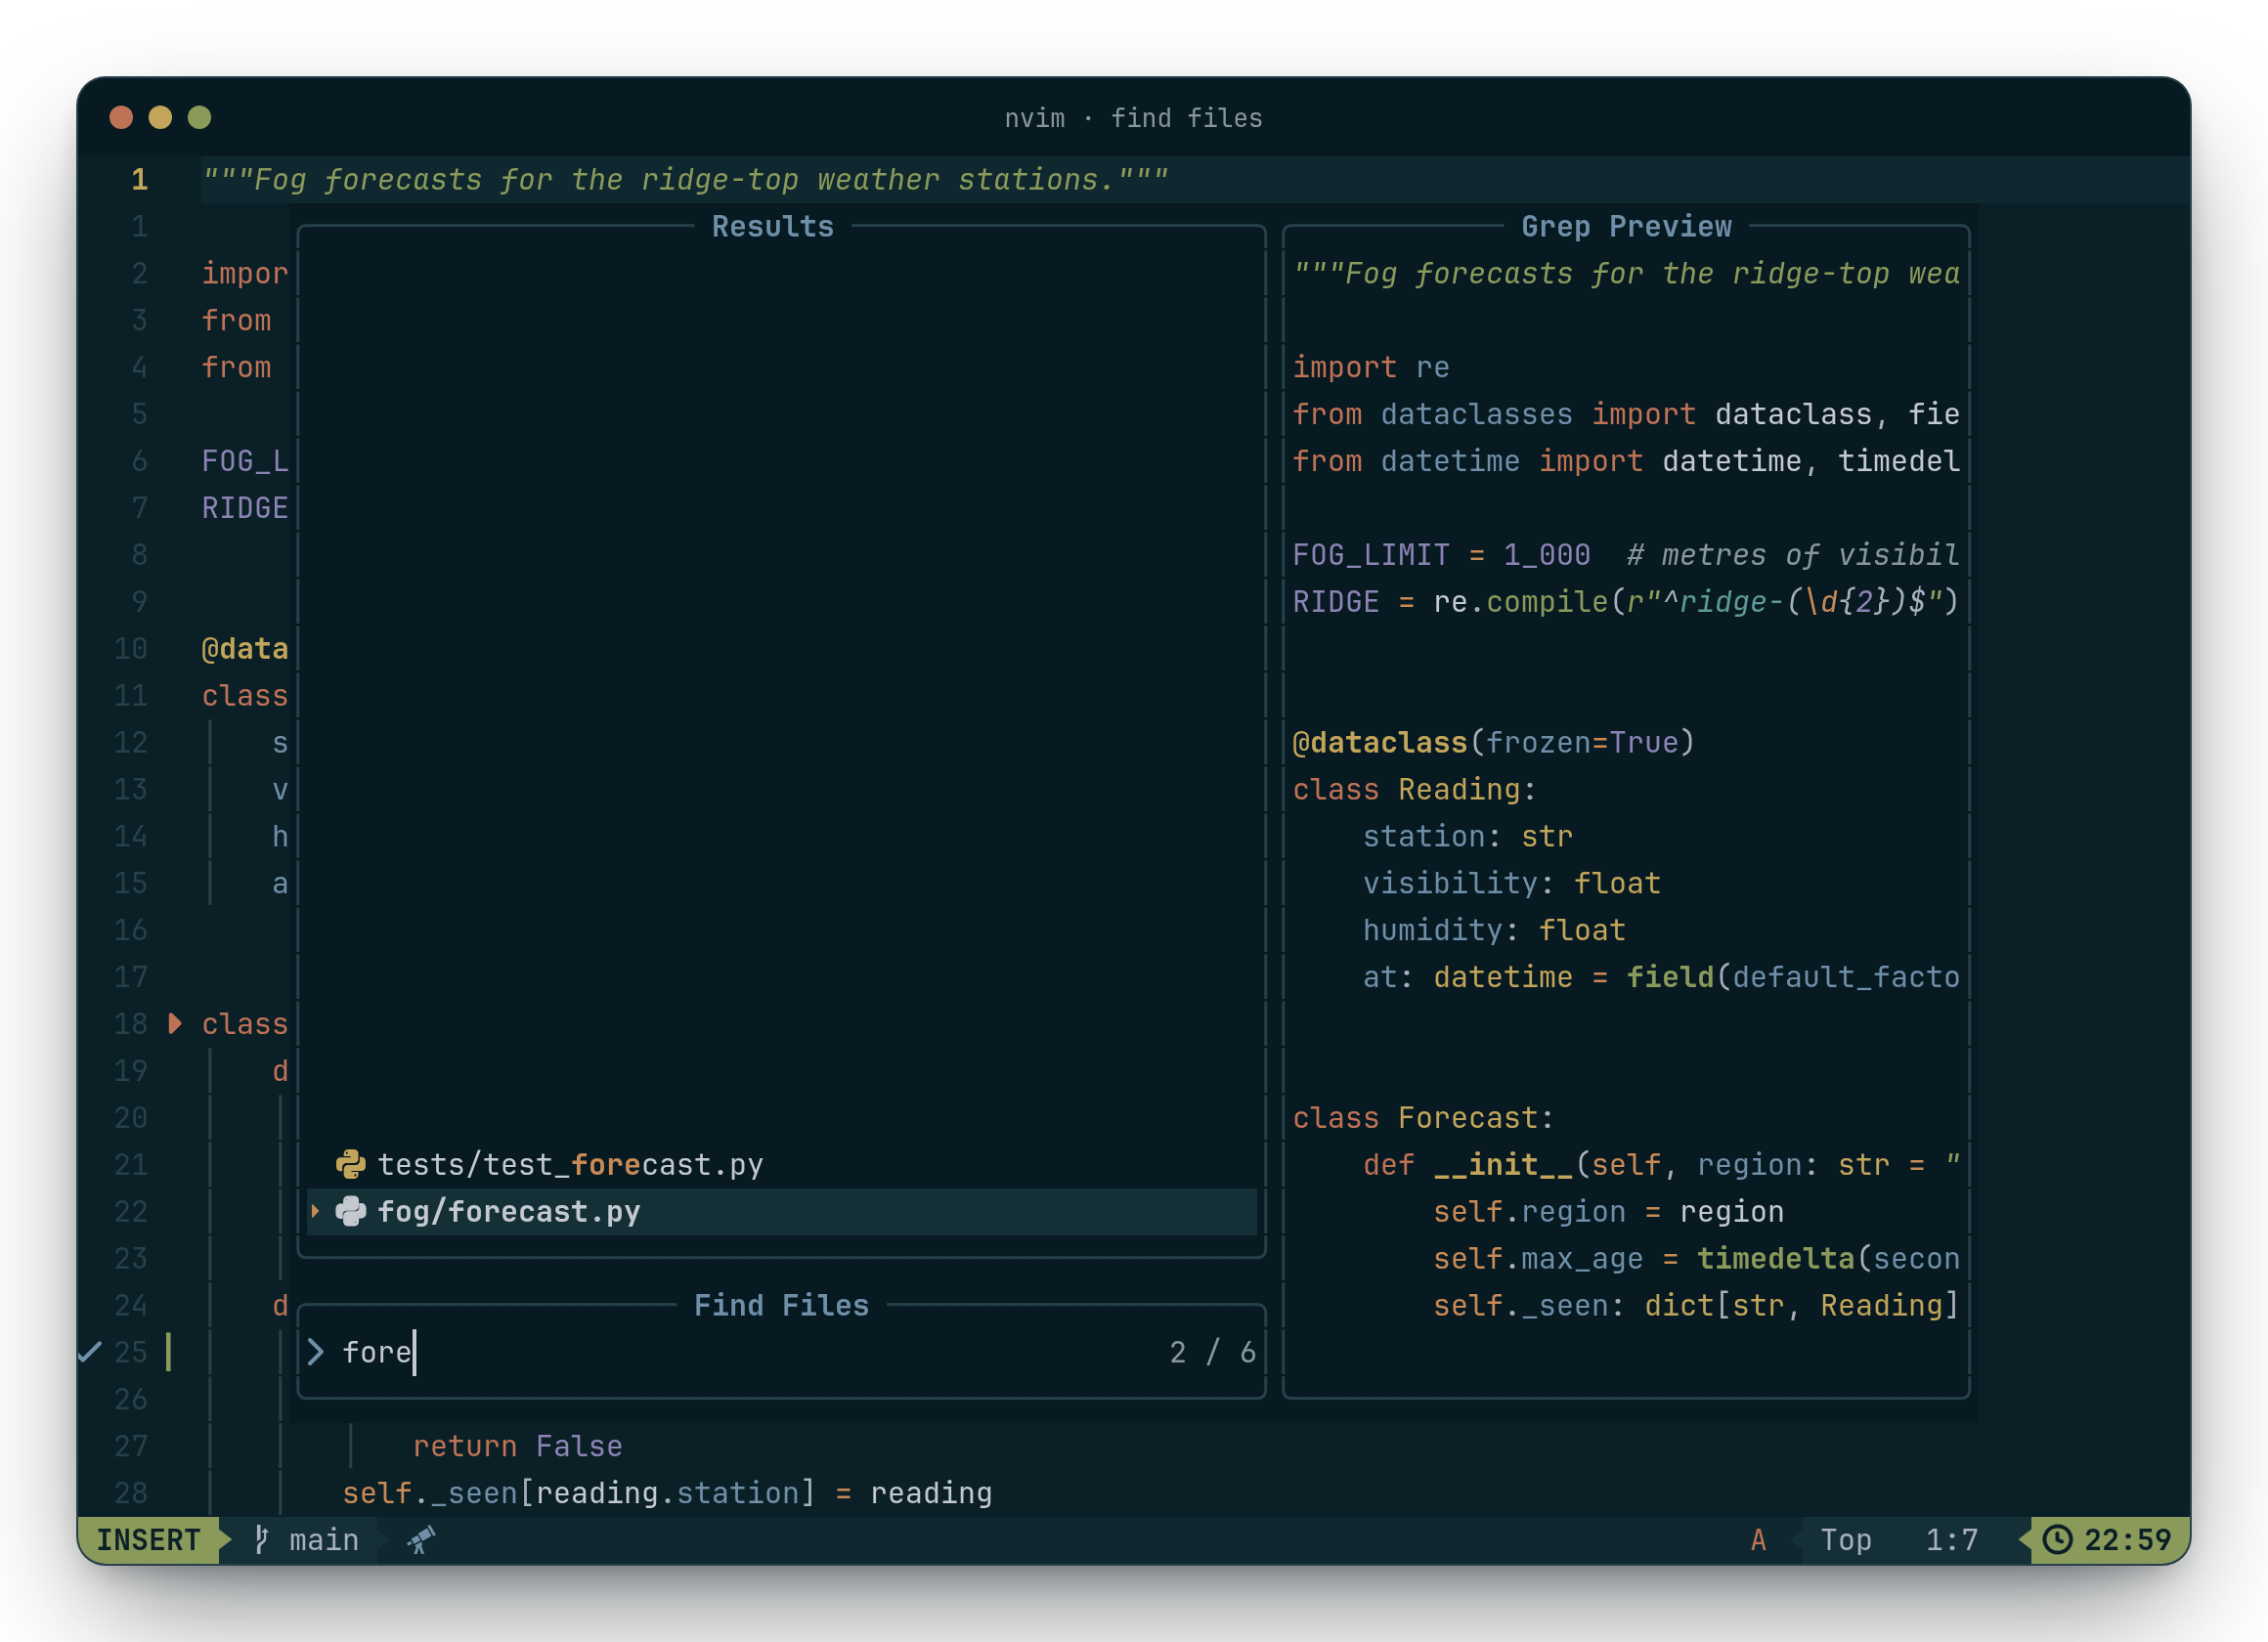 nvim · find files
1 """Fog forecasts for the ridge-top weather stations."""
1
2 impor
3 from
4 from
5
6 FOG_L
7 RIDGE
8
9
10 @data
11 class
12 s
13 v
14 h
15 a
16
17
18 class
19 d
20
21
22
23
24 d
25
26
27 return False
28 self._seen[reading.station] = reading
Results
tests/test_forecast.py
fog/forecast.py
Find Files
fore 2 / 6
Grep Preview
"""Fog forecasts for the ridge-top wea
import re
from dataclasses import dataclass, fie
from datetime import datetime, timedel
FOG_LIMIT = 1_000  # metres of visibil
RIDGE = re.compile(r"^ridge-(\d{2})$")
@dataclass(frozen=True)
class Reading:
    station: str
    visibility: float
    humidity: float
    at: datetime = field(default_facto
class Forecast:
    def __init__(self, region: str = "
        self.region = region
        self.max_age = timedelta(secon
        self._seen: dict[str, Reading]
INSERT main A Top 1:7 22:59